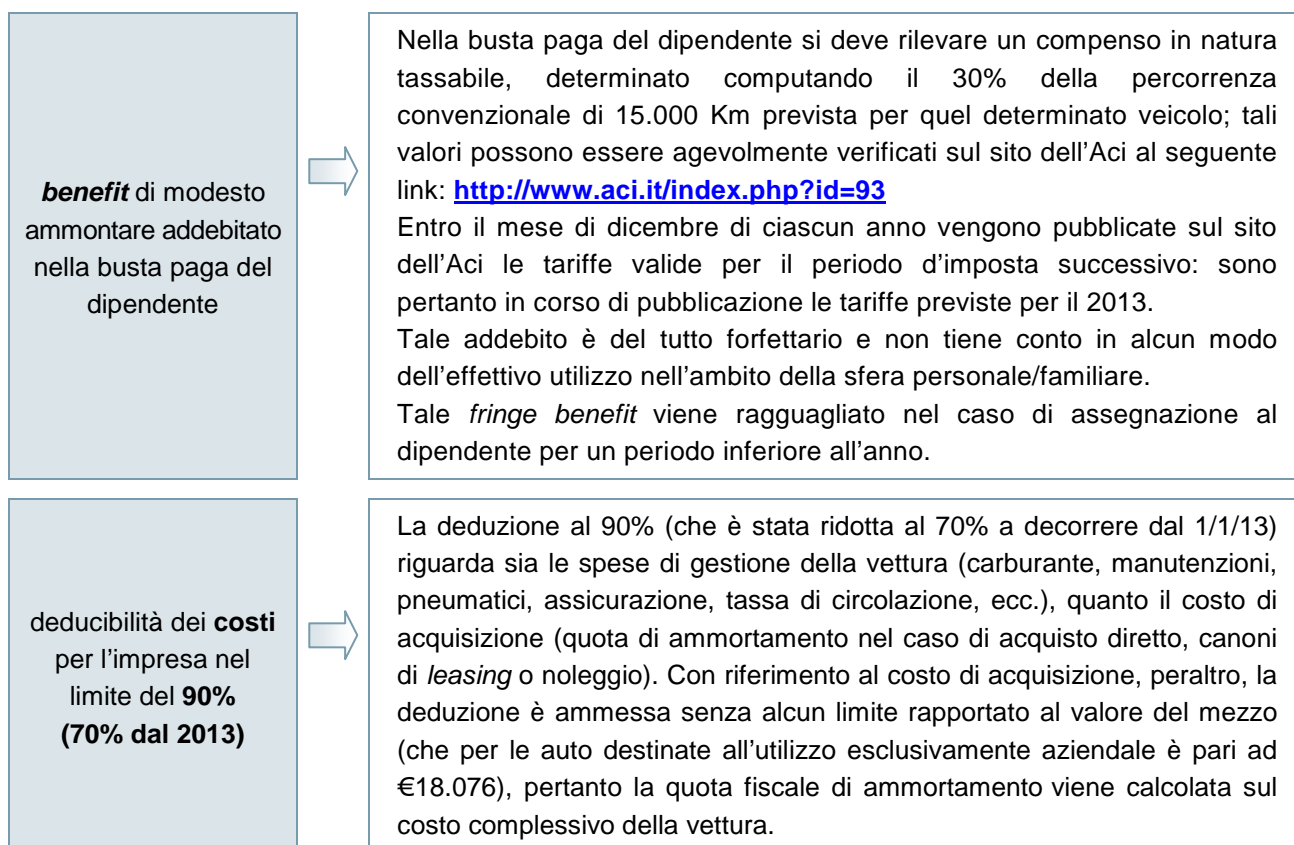 benefit di modesto
ammontare addebitato
nella busta paga del
dipendente
Nella busta paga del dipendente si deve rilevare un compenso in natura
tassabile, determinato computando il 30% della percorrenza
convenzionale di 15.000 Km prevista per quel determinato veicolo; tali
valori possono essere agevolmente verificati sul sito dell’Aci al seguente
link: http://www.aci.it/index.php?id=93
Entro il mese di dicembre di ciascun anno vengono pubblicate sul sito
dell’Aci le tariffe valide per il periodo d’imposta successivo: sono
pertanto in corso di pubblicazione le tariffe previste per il 2013.
Tale addebito è del tutto forfettario e non tiene conto in alcun modo
dell’effettivo utilizzo nell’ambito della sfera personale/familiare.
Tale fringe benefit viene ragguagliato nel caso di assegnazione al
dipendente per un periodo inferiore all’anno.
deducibilità dei costi
per l’impresa nel
limite del 90%
(70% dal 2013)
La deduzione al 90% (che è stata ridotta al 70% a decorrere dal 1/1/13)
riguarda sia le spese di gestione della vettura (carburante, manutenzioni,
pneumatici, assicurazione, tassa di circolazione, ecc.), quanto il costo di
acquisizione (quota di ammortamento nel caso di acquisto diretto, canoni
di leasing o noleggio). Con riferimento al costo di acquisizione, peraltro, la
deduzione è ammessa senza alcun limite rapportato al valore del mezzo
(che per le auto destinate all’utilizzo esclusivamente aziendale è pari ad
€18.076), pertanto la quota fiscale di ammortamento viene calcolata sul
costo complessivo della vettura.